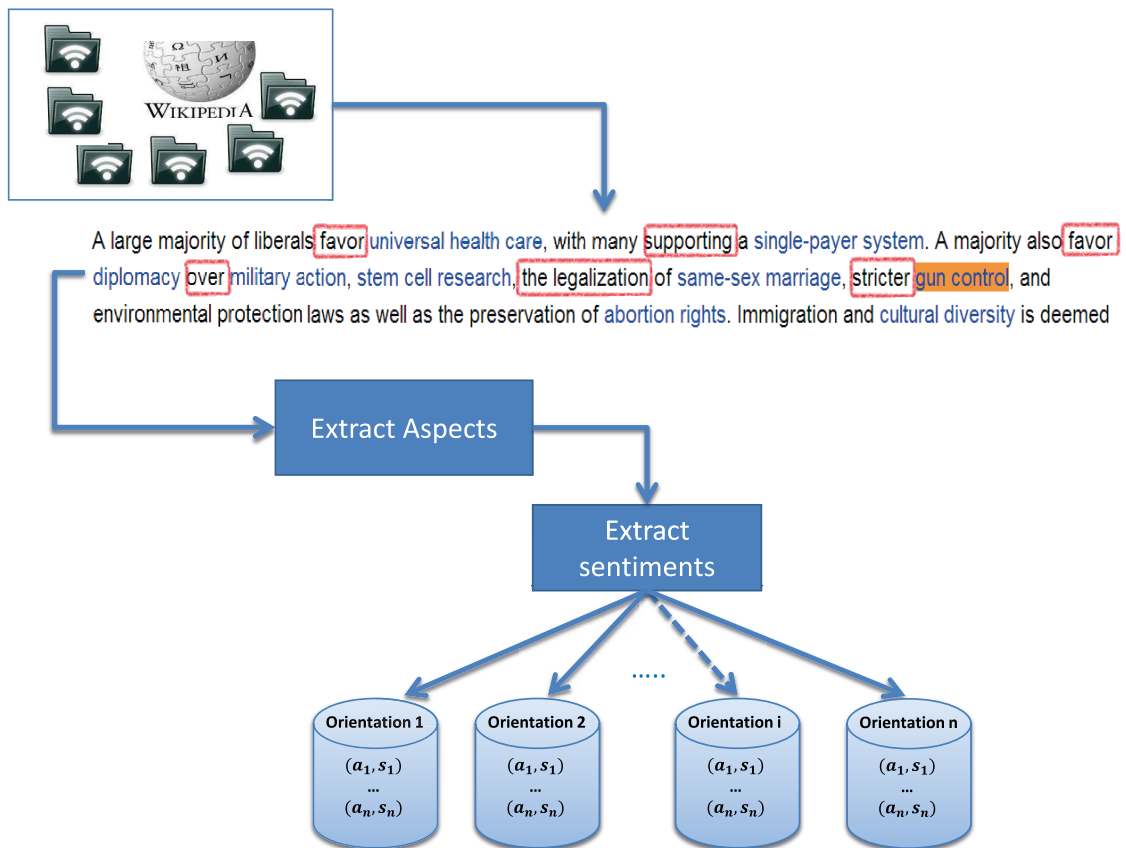 WIKIPEDIA
A large majority of liberals favor universal health care, with many supporting a single-payer system. A majority also favor
diplomacy over military action, stem cell research, the legalization of same-sex marriage, stricter gun control, and
environmental protection laws as well as the preservation of abortion rights. Immigration and cultural diversity is deemed
Extract Aspects
Extract
sentiments
.....
Orientation 1
(a₁, s₁)
...
(aₙ, sₙ)
Orientation 2
(a₁, s₁)
...
(aₙ, sₙ)
Orientation i
(a₁, s₁)
...
(aₙ, sₙ)
Orientation n
(a₁, s₁)
...
(aₙ, sₙ)